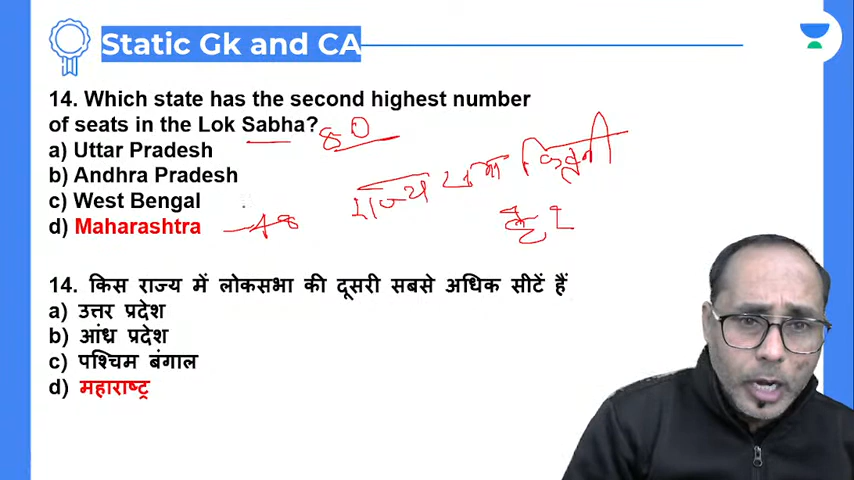 Static Gk and CA
14. Which state has the second highest number
of seats in the Lok Sabha? 80
a) Uttar Pradesh
b) Andhra Pradesh
c) West Bengal
d) Maharashtra 48
राज्य सभा कितनी
14. किस राज्य में लोकसभा की दूसरी सबसे अधिक सीटें हैं
a) उत्तर प्रदेश
b) आंध्र प्रदेश
c) पश्चिम बंगाल
d) महाराष्ट्र